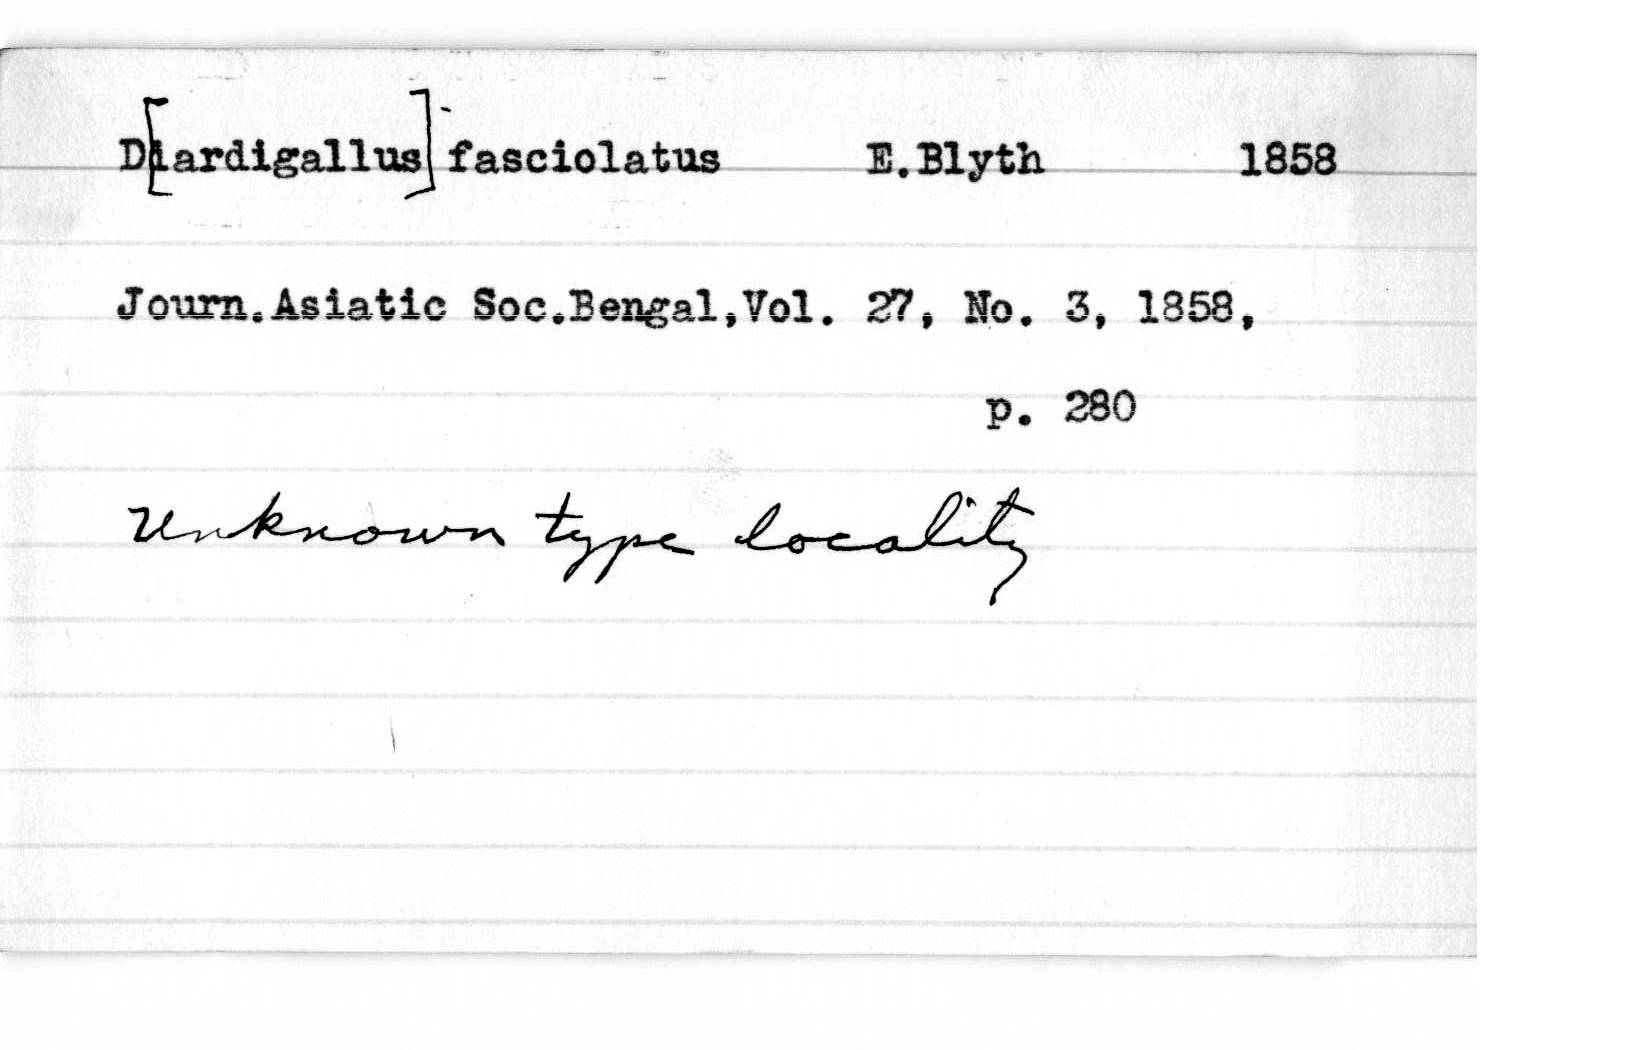 D[iardigallus] fasciolatus E.Blyth 1858
Journ.Asiatic Soc.Bengal,Vol. 27, No. 3, 1858,
p. 280
Unknown type locality